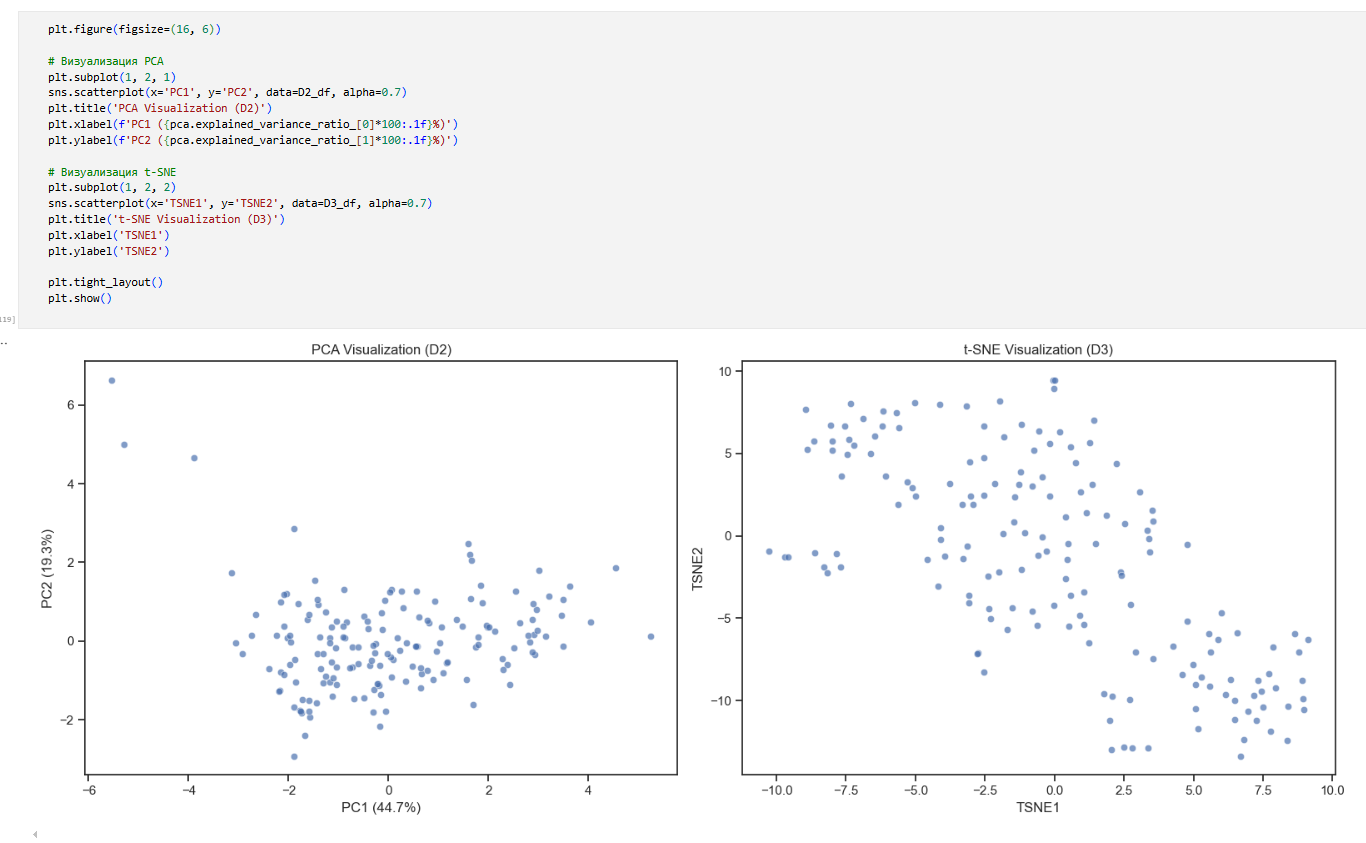 plt.figure(figsize=(16, 6))
# Визуализация PCA
plt.subplot(1, 2, 1)
sns.scatterplot(x='PC1', y='PC2', data=D2_df, alpha=0.7)
plt.title('PCA Visualization (D2)')
plt.xlabel(f'PC1 ({pca.explained_variance_ratio_[0]*100:.1f}%)')
plt.ylabel(f'PC2 ({pca.explained_variance_ratio_[1]*100:.1f}%)')
# Визуализация t-SNE
plt.subplot(1, 2, 2)
sns.scatterplot(x='TSNE1', y='TSNE2', data=D3_df, alpha=0.7)
plt.title('t-SNE Visualization (D3)')
plt.xlabel('TSNE1')
plt.ylabel('TSNE2')
plt.tight_layout()
plt.show()
119]
..
PCA Visualization (D2)
PC2 (19.3%)
6
4
2
0
−2
−6 −4 −2 0 2 4
PC1 (44.7%)
t-SNE Visualization (D3)
TSNE2
10
5
0
−5
−10
−10.0 −7.5 −5.0 −2.5 0.0 2.5 5.0 7.5 10.0
TSNE1